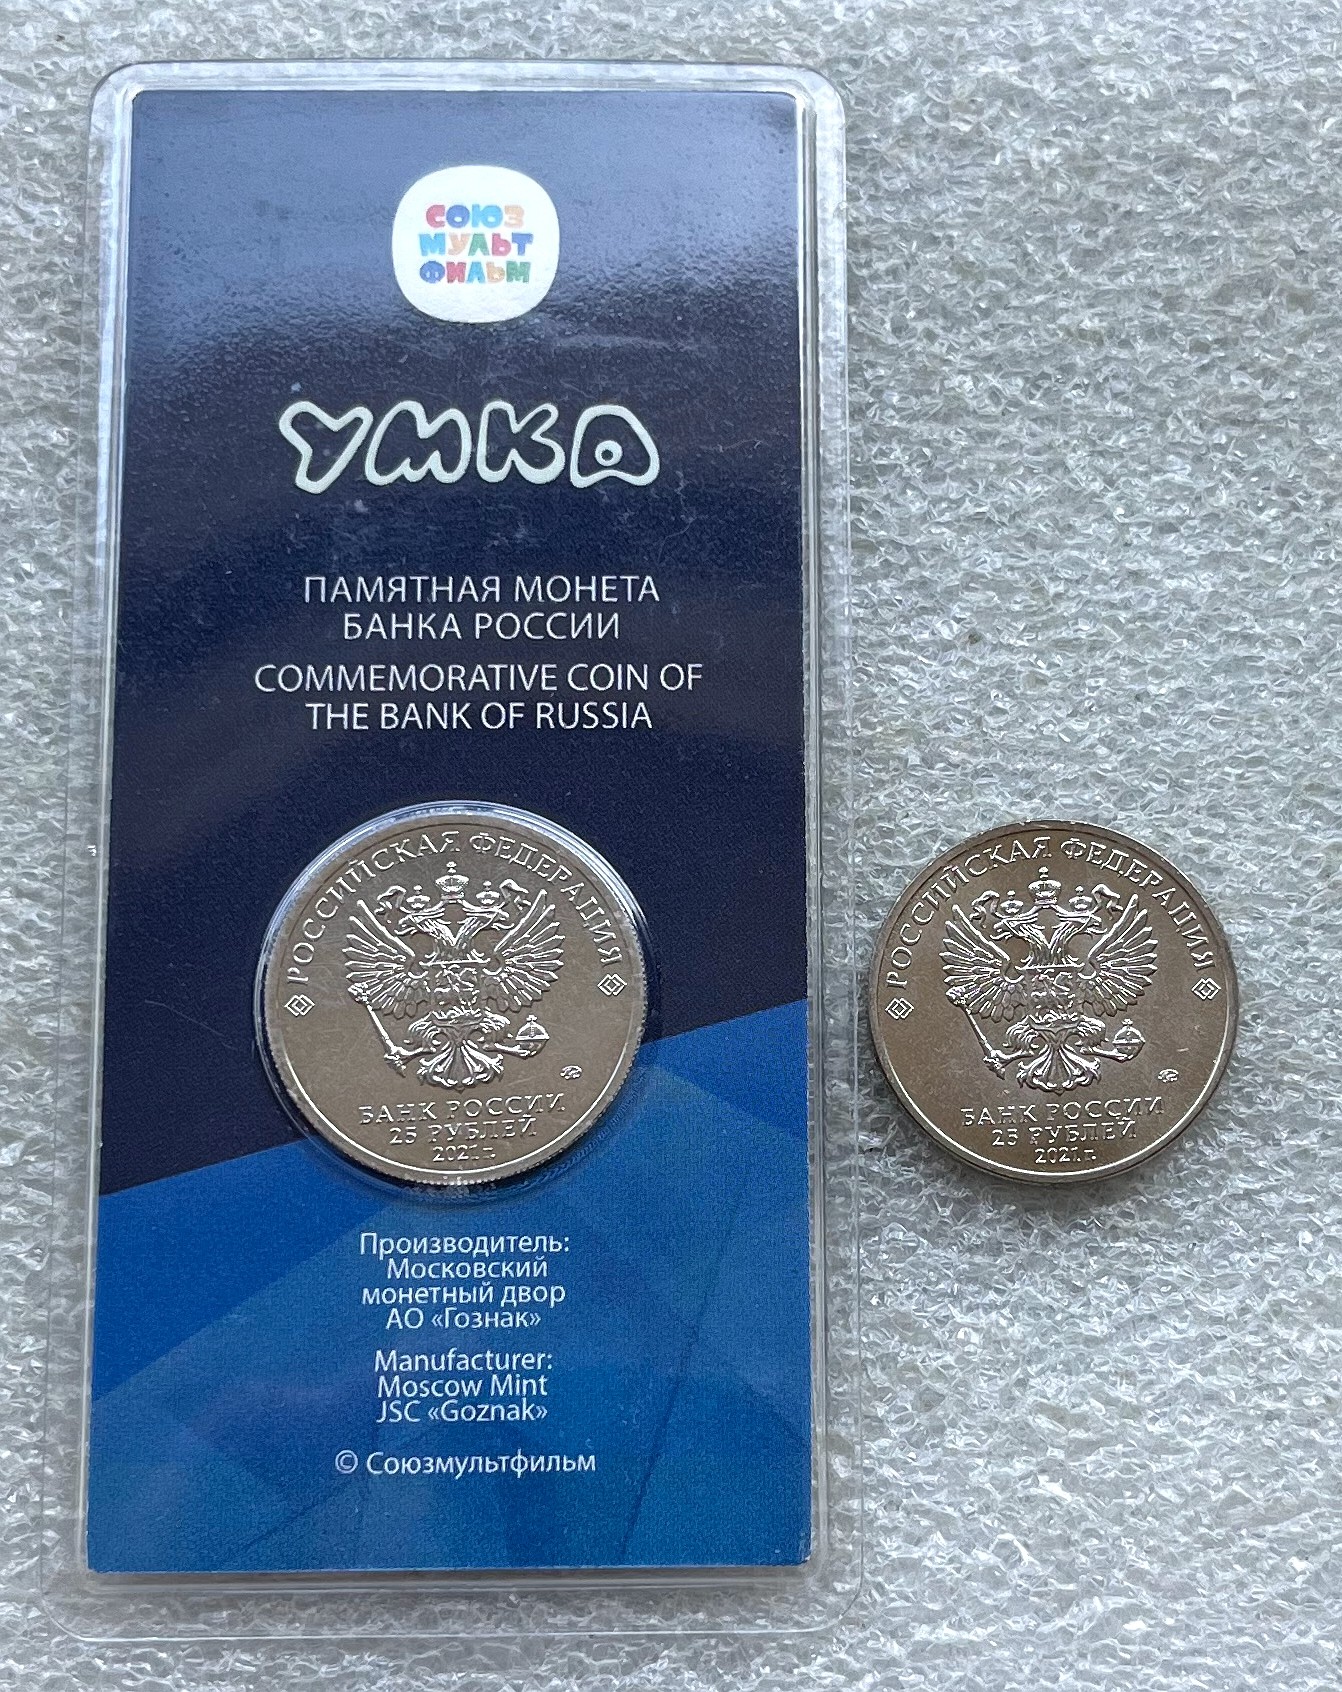 СОЮЗ
МУЛЬТ
ФИЛЬМ
УМКА
ПАМЯТНАЯ МОНЕТА
БАНКА РОССИИ
COMMEMORATIVE COIN OF
THE BANK OF RUSSIA
РОССИЙСКАЯ ФЕДЕРАЦИЯ
БАНК РОССИИ
25 РУБЛЕЙ
2021 г.
Производитель:
Московский
монетный двор
АО «Гознак»
Manufacturer:
Moscow Mint
JSC «Goznak»
© Союзмультфильм
РОССИЙСКАЯ ФЕДЕРАЦИЯ
БАНК РОССИИ
25 РУБЛЕЙ
2021 г.